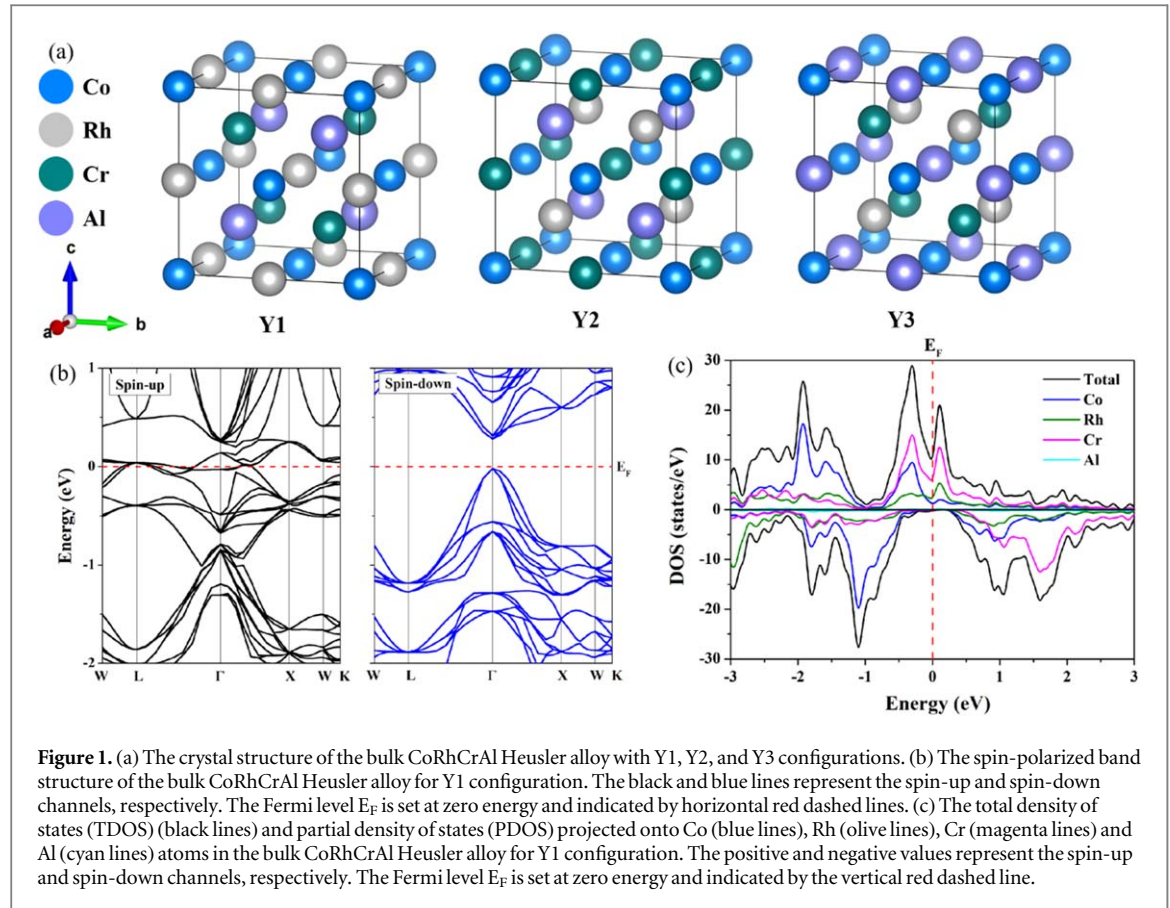 (a)
Co
Rh
Cr
Al
c
a
b
Y1
Y2
Y3
(b)
Spin-up
Spin-down
Energy (eV)
1
0
-1
-2
E_F
W L Γ X W K
W L Γ X W K
(c)
E_F
Total
Co
Rh
Cr
Al
DOS (states/eV)
30
20
10
0
-10
-20
-30
-3 -2 -1 0 1 2 3
Energy (eV)
Figure 1. (a) The crystal structure of the bulk CoRhCrAl Heusler alloy with Y1, Y2, and Y3 configurations. (b) The spin-polarized band
structure of the bulk CoRhCrAl Heusler alloy for Y1 configuration. The black and blue lines represent the spin-up and spin-down
channels, respectively. The Fermi level E_F is set at zero energy and indicated by horizontal red dashed lines. (c) The total density of
states (TDOS) (black lines) and partial density of states (PDOS) projected onto Co (blue lines), Rh (olive lines), Cr (magenta lines) and
Al (cyan lines) atoms in the bulk CoRhCrAl Heusler alloy for Y1 configuration. The positive and negative values represent the spin-up
and spin-down channels, respectively. The Fermi level E_F is set at zero energy and indicated by the vertical red dashed line.